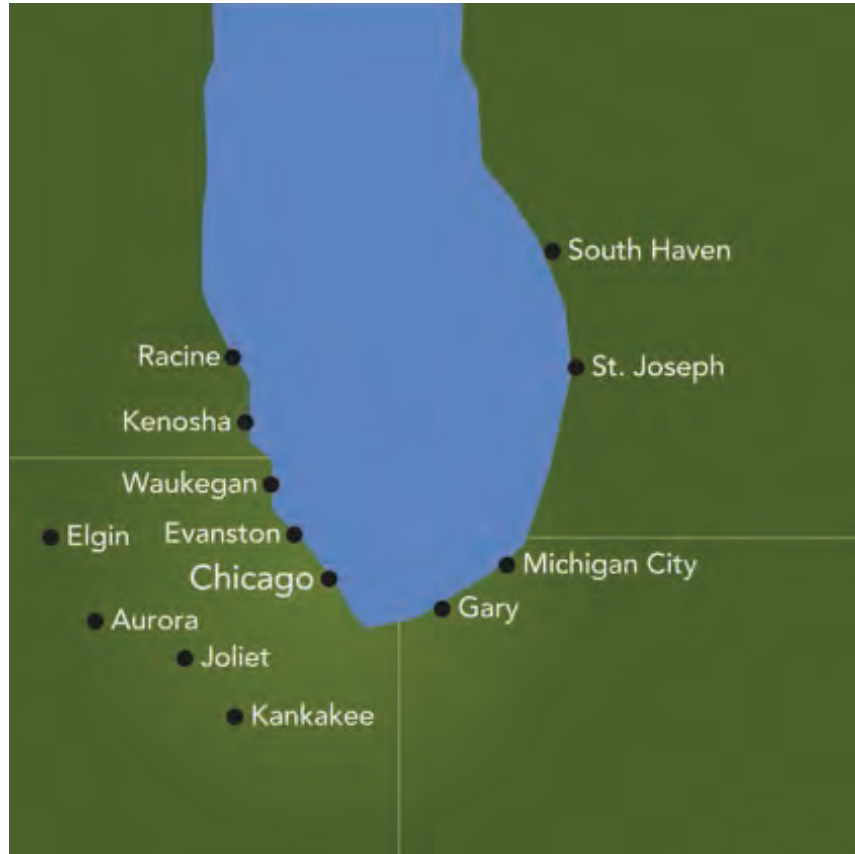 South Haven
Racine
St. Joseph
Kenosha
Waukegan
Evanston
Elgin
Michigan City
Chicago
Gary
Aurora
Joliet
Kankakee